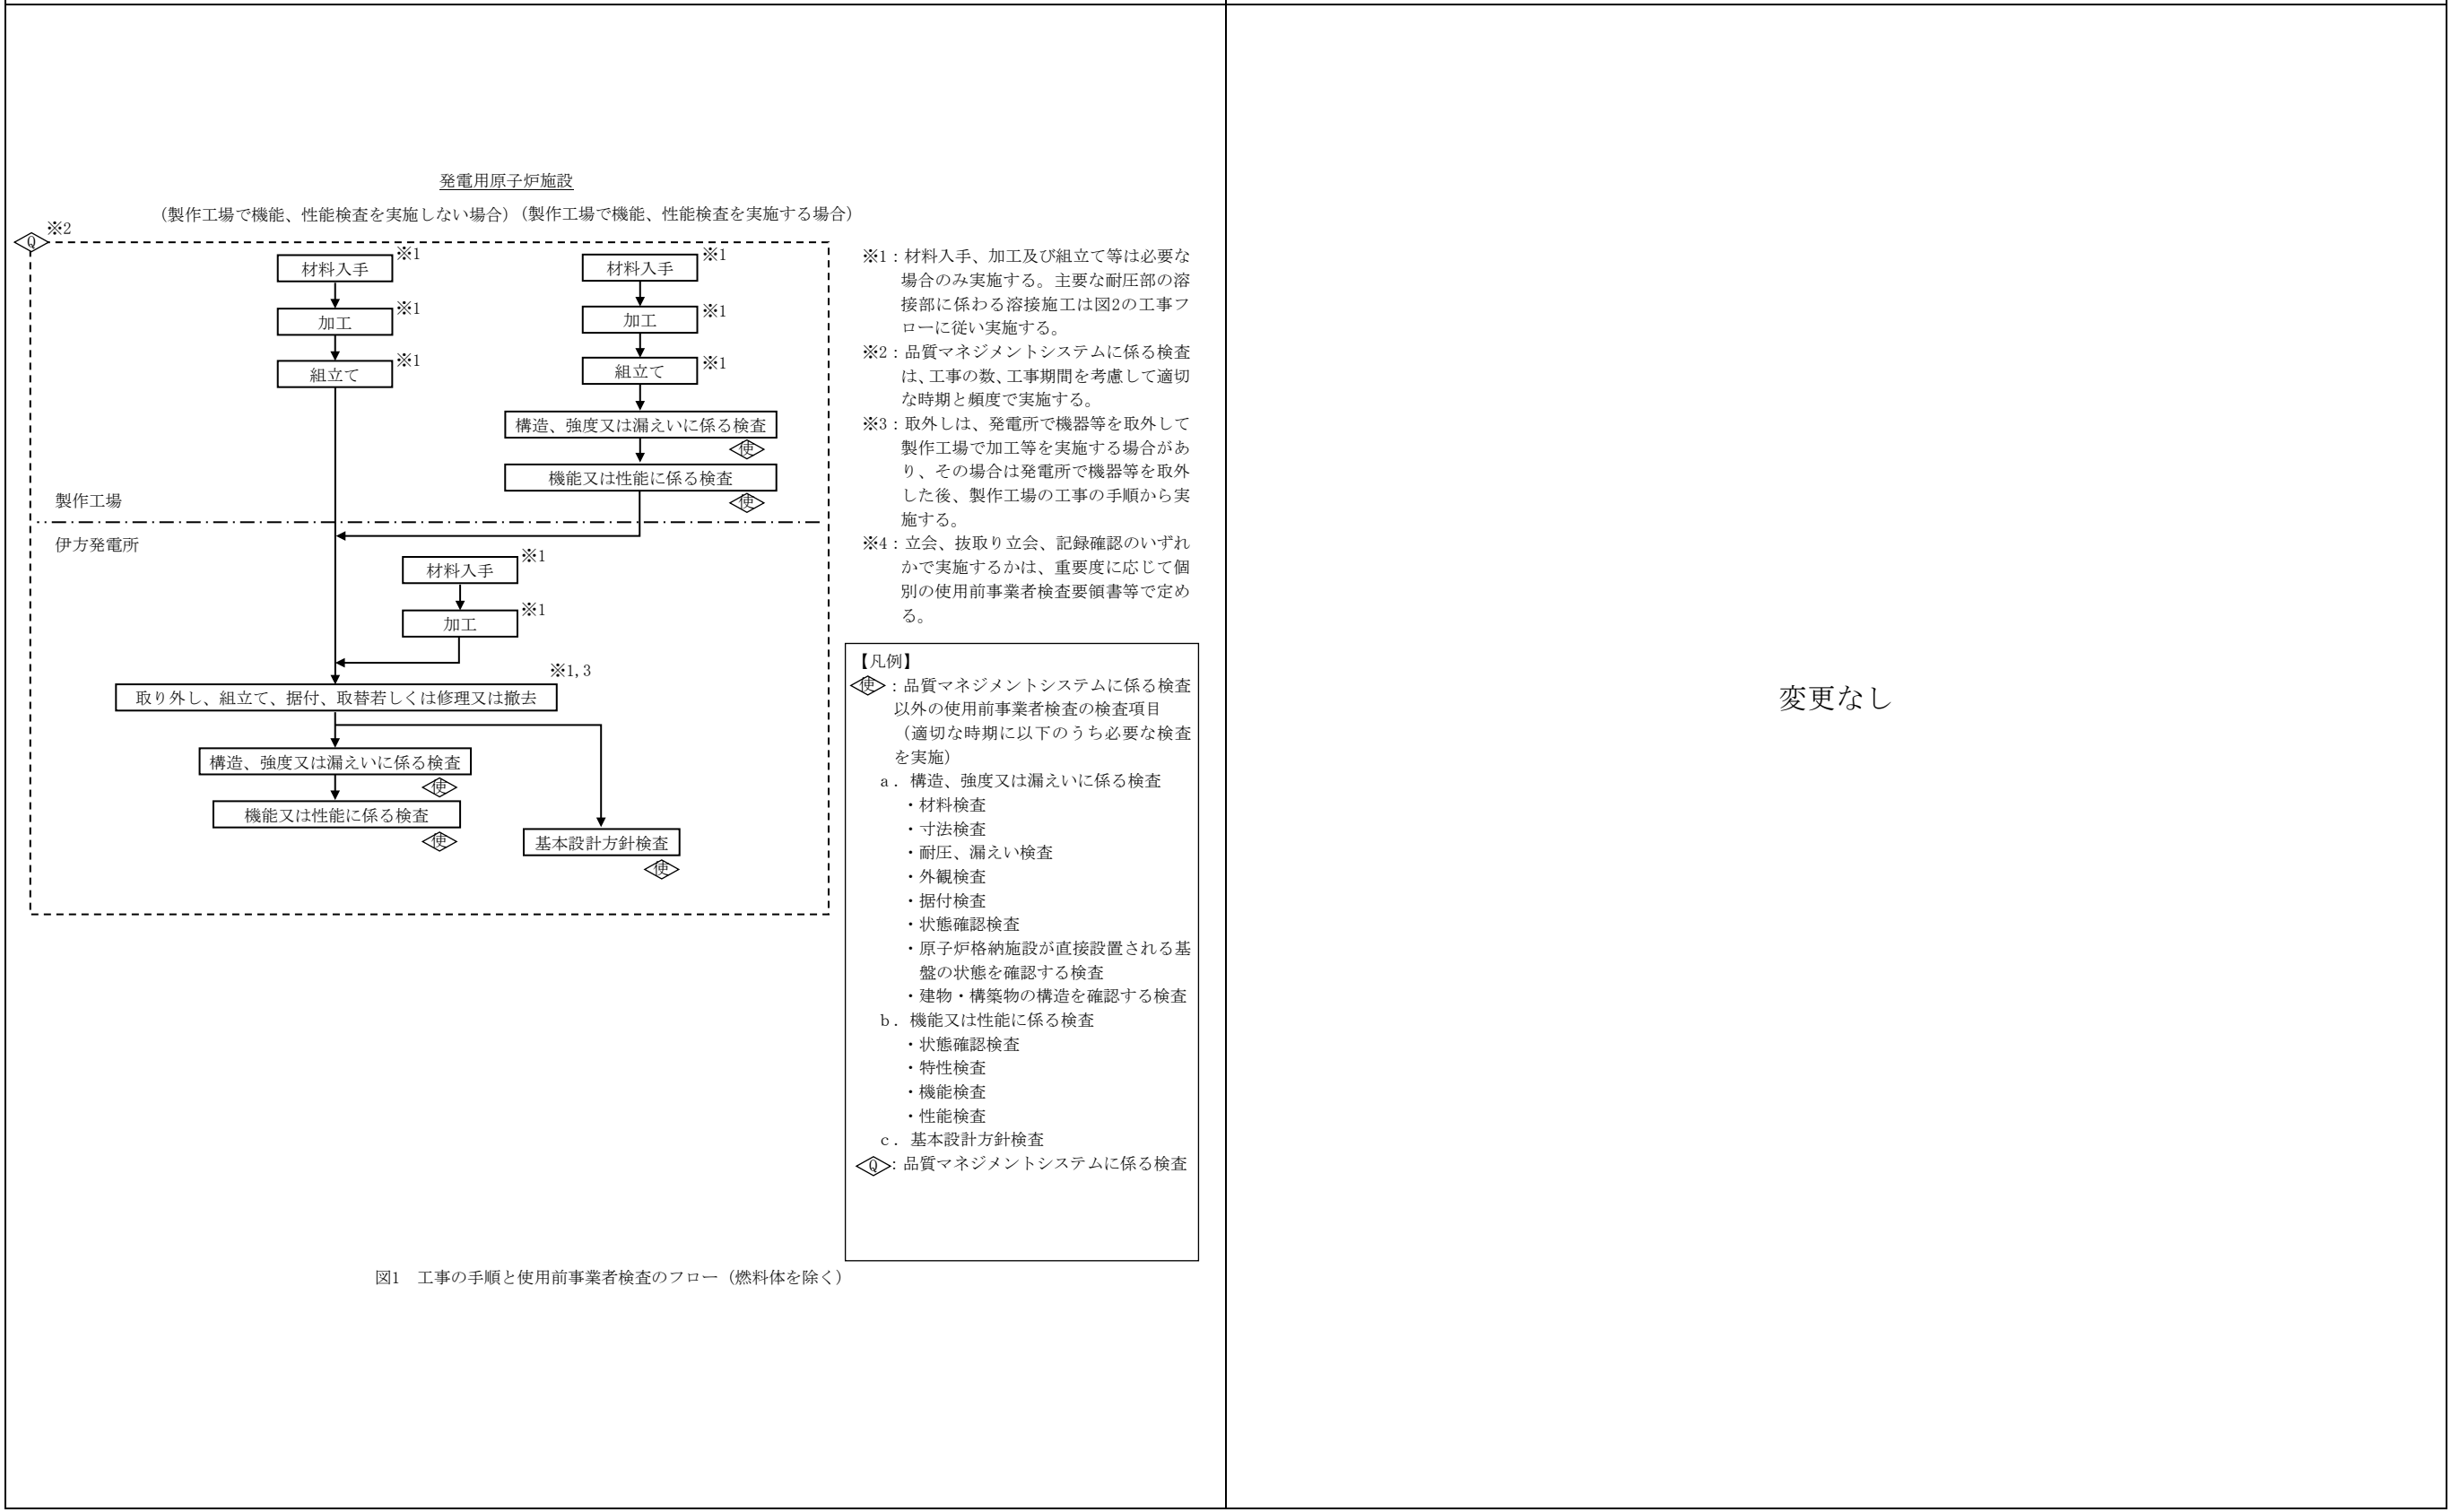 発電用原子炉施設
（製作工場で機能、性能検査を実施しない場合）（製作工場で機能、性能検査を実施する場合）
Q ※2
材料入手 ※1
加工 ※1
組立て ※1
材料入手 ※1
加工 ※1
組立て ※1
構造、強度又は漏えいに係る検査
使
機能又は性能に係る検査
使
製作工場
伊方発電所
材料入手 ※1
加工 ※1
※1,3
取り外し、組立て、据付、取替若しくは修理又は撤去
構造、強度又は漏えいに係る検査
使
機能又は性能に係る検査
使
基本設計方針検査
使
※1：材料入手、加工及び組立て等は必要な
場合のみ実施する。主要な耐圧部の溶
接部に係わる溶接施工は図2の工事フ
ローに従い実施する。
※2：品質マネジメントシステムに係る検査
は、工事の数、工事期間を考慮して適切
な時期と頻度で実施する。
※3：取外しは、発電所で機器等を取外して
製作工場で加工等を実施する場合があ
り、その場合は発電所で機器等を取外
した後、製作工場の工事の手順から実
施する。
※4：立会、抜取り立会、記録確認のいずれ
かで実施するかは、重要度に応じて個
別の使用前事業者検査要領書等で定め
る。
【凡例】
使：品質マネジメントシステムに係る検査
以外の使用前事業者検査の検査項目
（適切な時期に以下のうち必要な検査
を実施）
ａ．構造、強度又は漏えいに係る検査
・材料検査
・寸法検査
・耐圧、漏えい検査
・外観検査
・据付検査
・状態確認検査
・原子炉格納施設が直接設置される基
盤の状態を確認する検査
・建物・構築物の構造を確認する検査
ｂ．機能又は性能に係る検査
・状態確認検査
・特性検査
・機能検査
・性能検査
ｃ．基本設計方針検査
Q：品質マネジメントシステムに係る検査
図1　工事の手順と使用前事業者検査のフロー（燃料体を除く）
変更なし